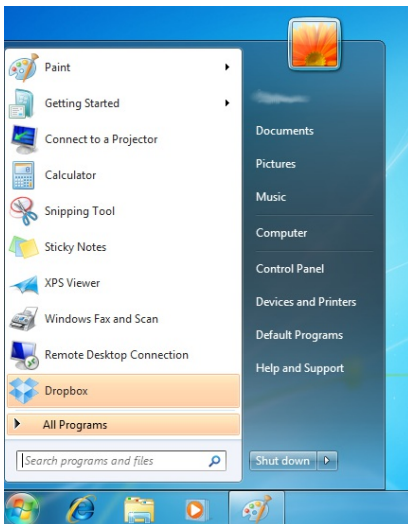 Paint
Getting Started
Connect to a Projector
Calculator
Snipping Tool
Sticky Notes
XPS Viewer
Windows Fax and Scan
Remote Desktop Connection
Dropbox
All Programs
Search programs and files
Documents
Pictures
Music
Computer
Control Panel
Devices and Printers
Default Programs
Help and Support
Shut down